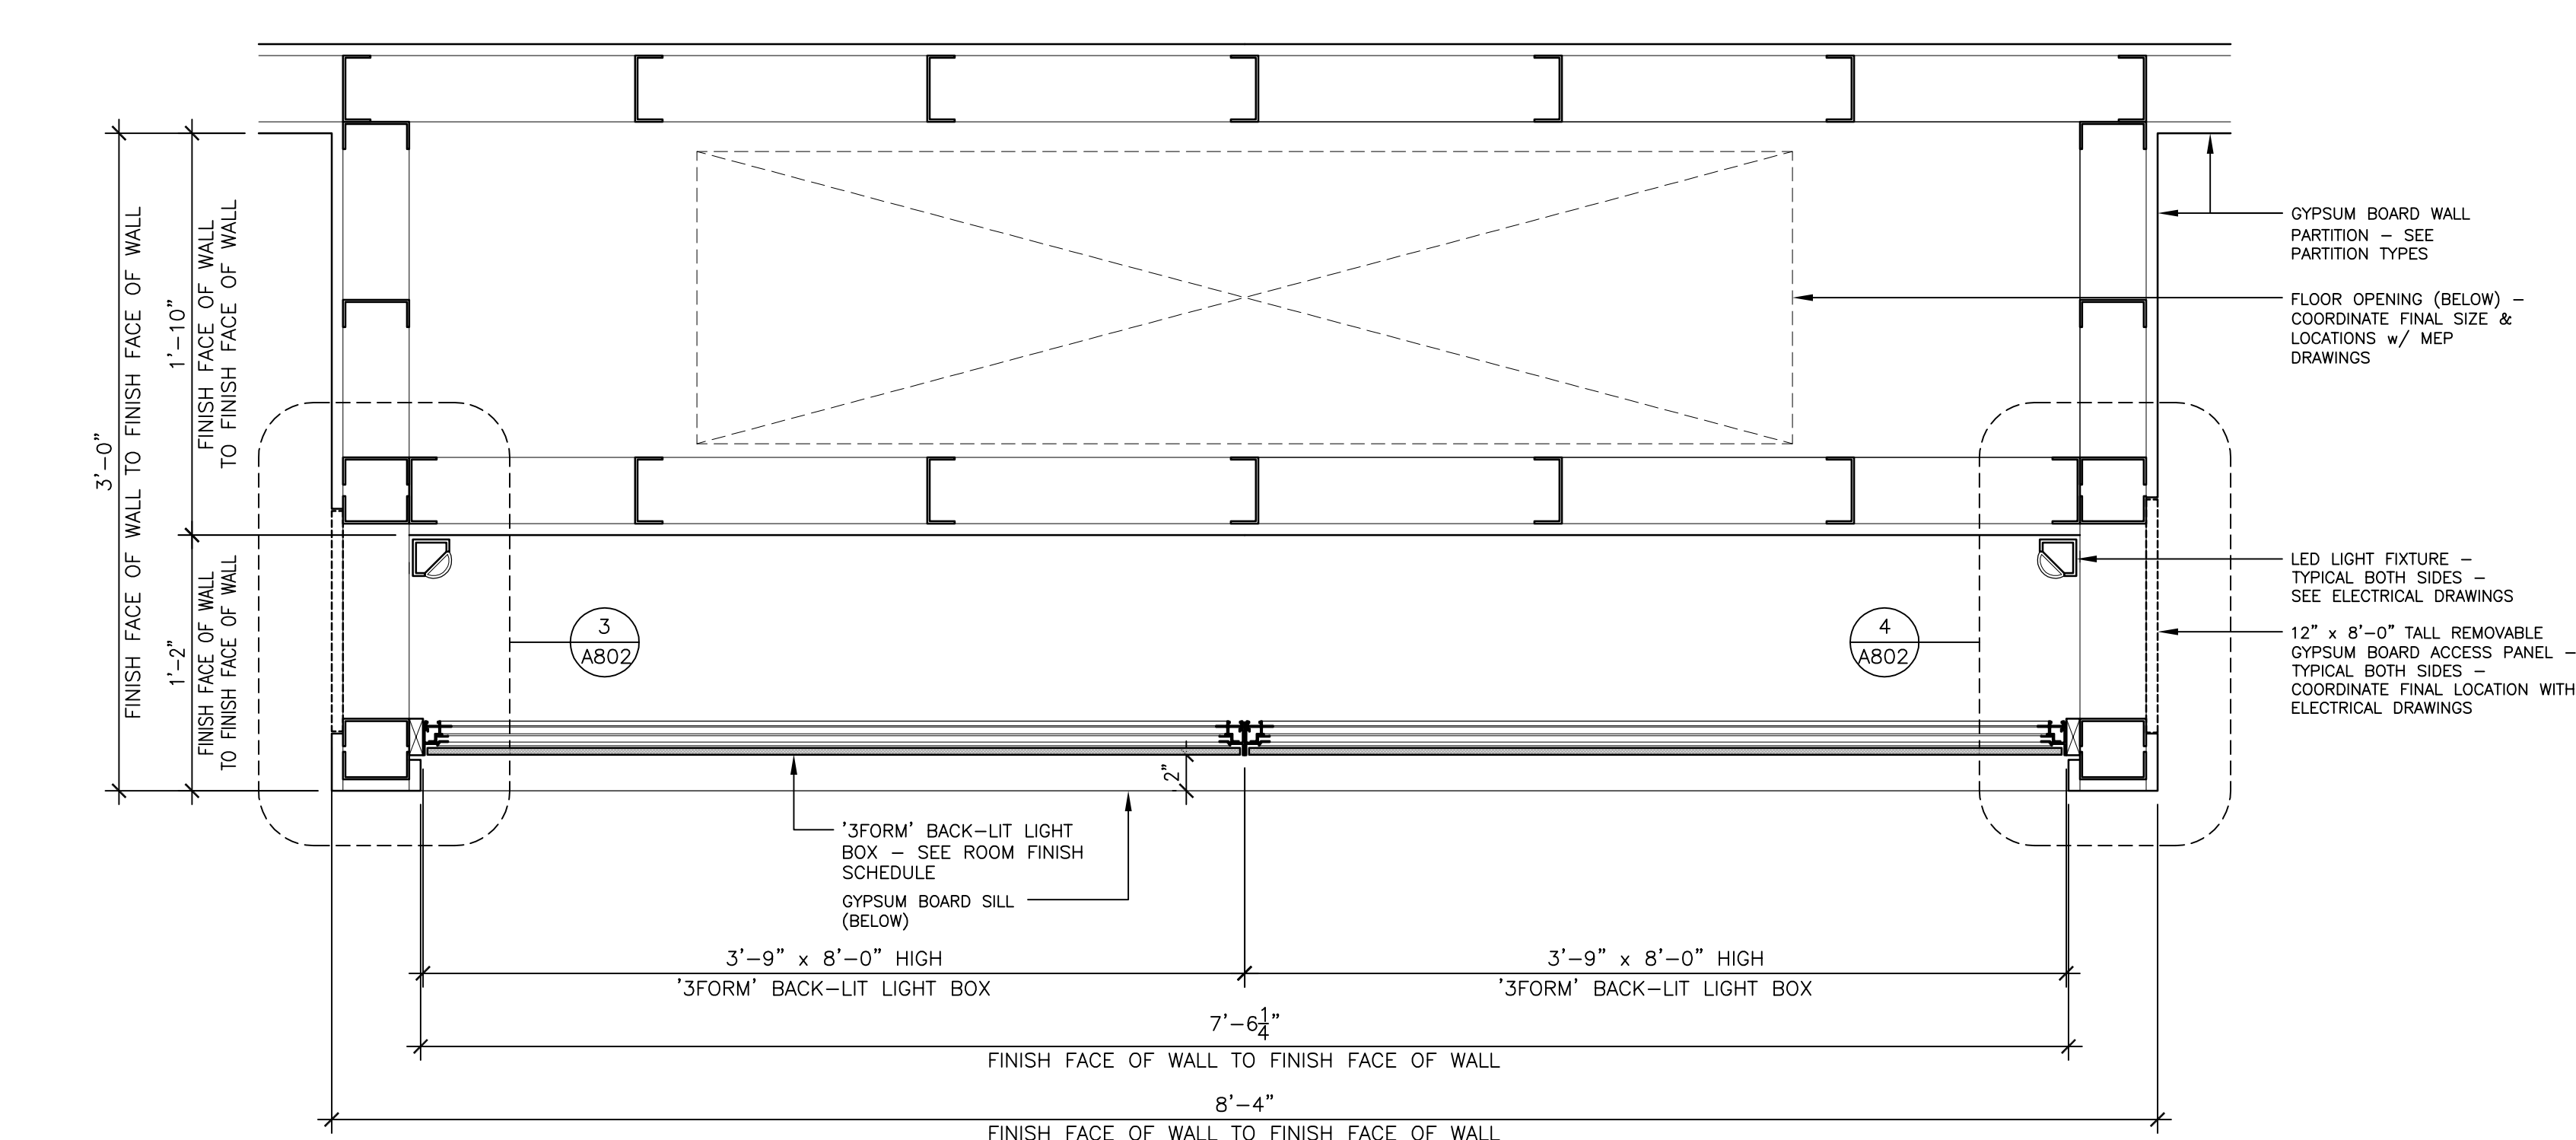 3'-0"
FINISH FACE OF WALL TO FINISH FACE OF WALL
1'-10"
FINISH FACE OF WALL
TO FINISH FACE OF WALL
1'-2"
FINISH FACE OF WALL
TO FINISH FACE OF WALL
GYPSUM BOARD WALL
PARTITION – SEE
PARTITION TYPES
FLOOR OPENING (BELOW) –
COORDINATE FINAL SIZE &
LOCATIONS w/ MEP
DRAWINGS
LED LIGHT FIXTURE –
TYPICAL BOTH SIDES –
SEE ELECTRICAL DRAWINGS
12" x 8'-0" TALL REMOVABLE
GYPSUM BOARD ACCESS PANEL –
TYPICAL BOTH SIDES –
COORDINATE FINAL LOCATION WITH
ELECTRICAL DRAWINGS
3
A802
4
A802
2"
'3FORM' BACK-LIT LIGHT
BOX – SEE ROOM FINISH
SCHEDULE
GYPSUM BOARD SILL
(BELOW)
3'-9" x 8'-0" HIGH
'3FORM' BACK-LIT LIGHT BOX
3'-9" x 8'-0" HIGH
'3FORM' BACK-LIT LIGHT BOX
7'-6 1/4"
FINISH FACE OF WALL TO FINISH FACE OF WALL
8'-4"
FINISH FACE OF WALL TO FINISH FACE OF WALL